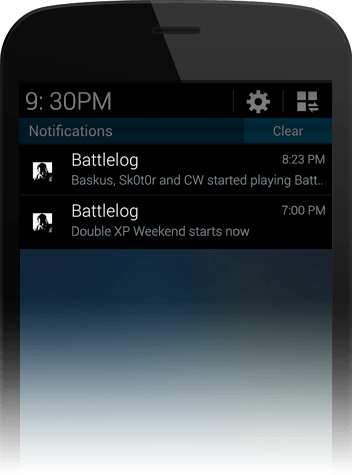 9: 30PM
Notifications
Clear
Battlelog 8:23 PM
Baskus, Sk0t0r and CW started playing Batt..
Battlelog 7:00 PM
Double XP Weekend starts now